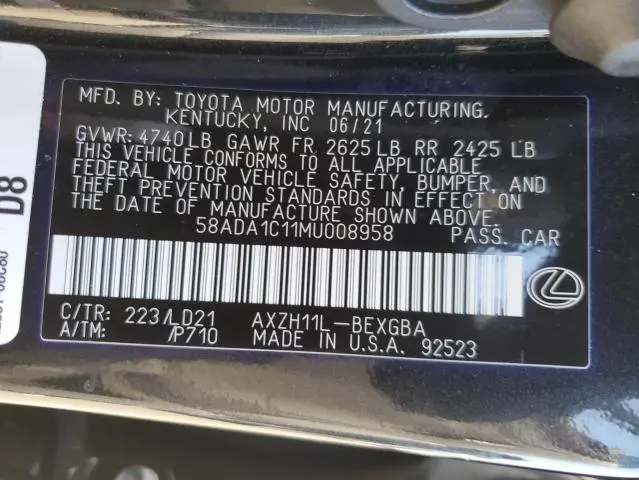 MFD. BY: TOYOTA MOTOR MANUFACTURING,
KENTUCKY, INC 06/21
GVWR: 4740LB GAWR FR 2625LB RR 2425 LB
THIS VEHICLE CONFORMS TO ALL APPLICABLE
FEDERAL MOTOR VEHICLE SAFETY, BUMPER, AND
THEFT PREVENTION STANDARDS IN EFFECT ON
THE DATE OF MANUFACTURE SHOWN ABOVE.
58ADA1C11MU008958 PASS. CAR
C/TR: 223/LD21 AXZH11L-BEXGBA
A/TM: /P710 MADE IN U.S.A. 92523
D8